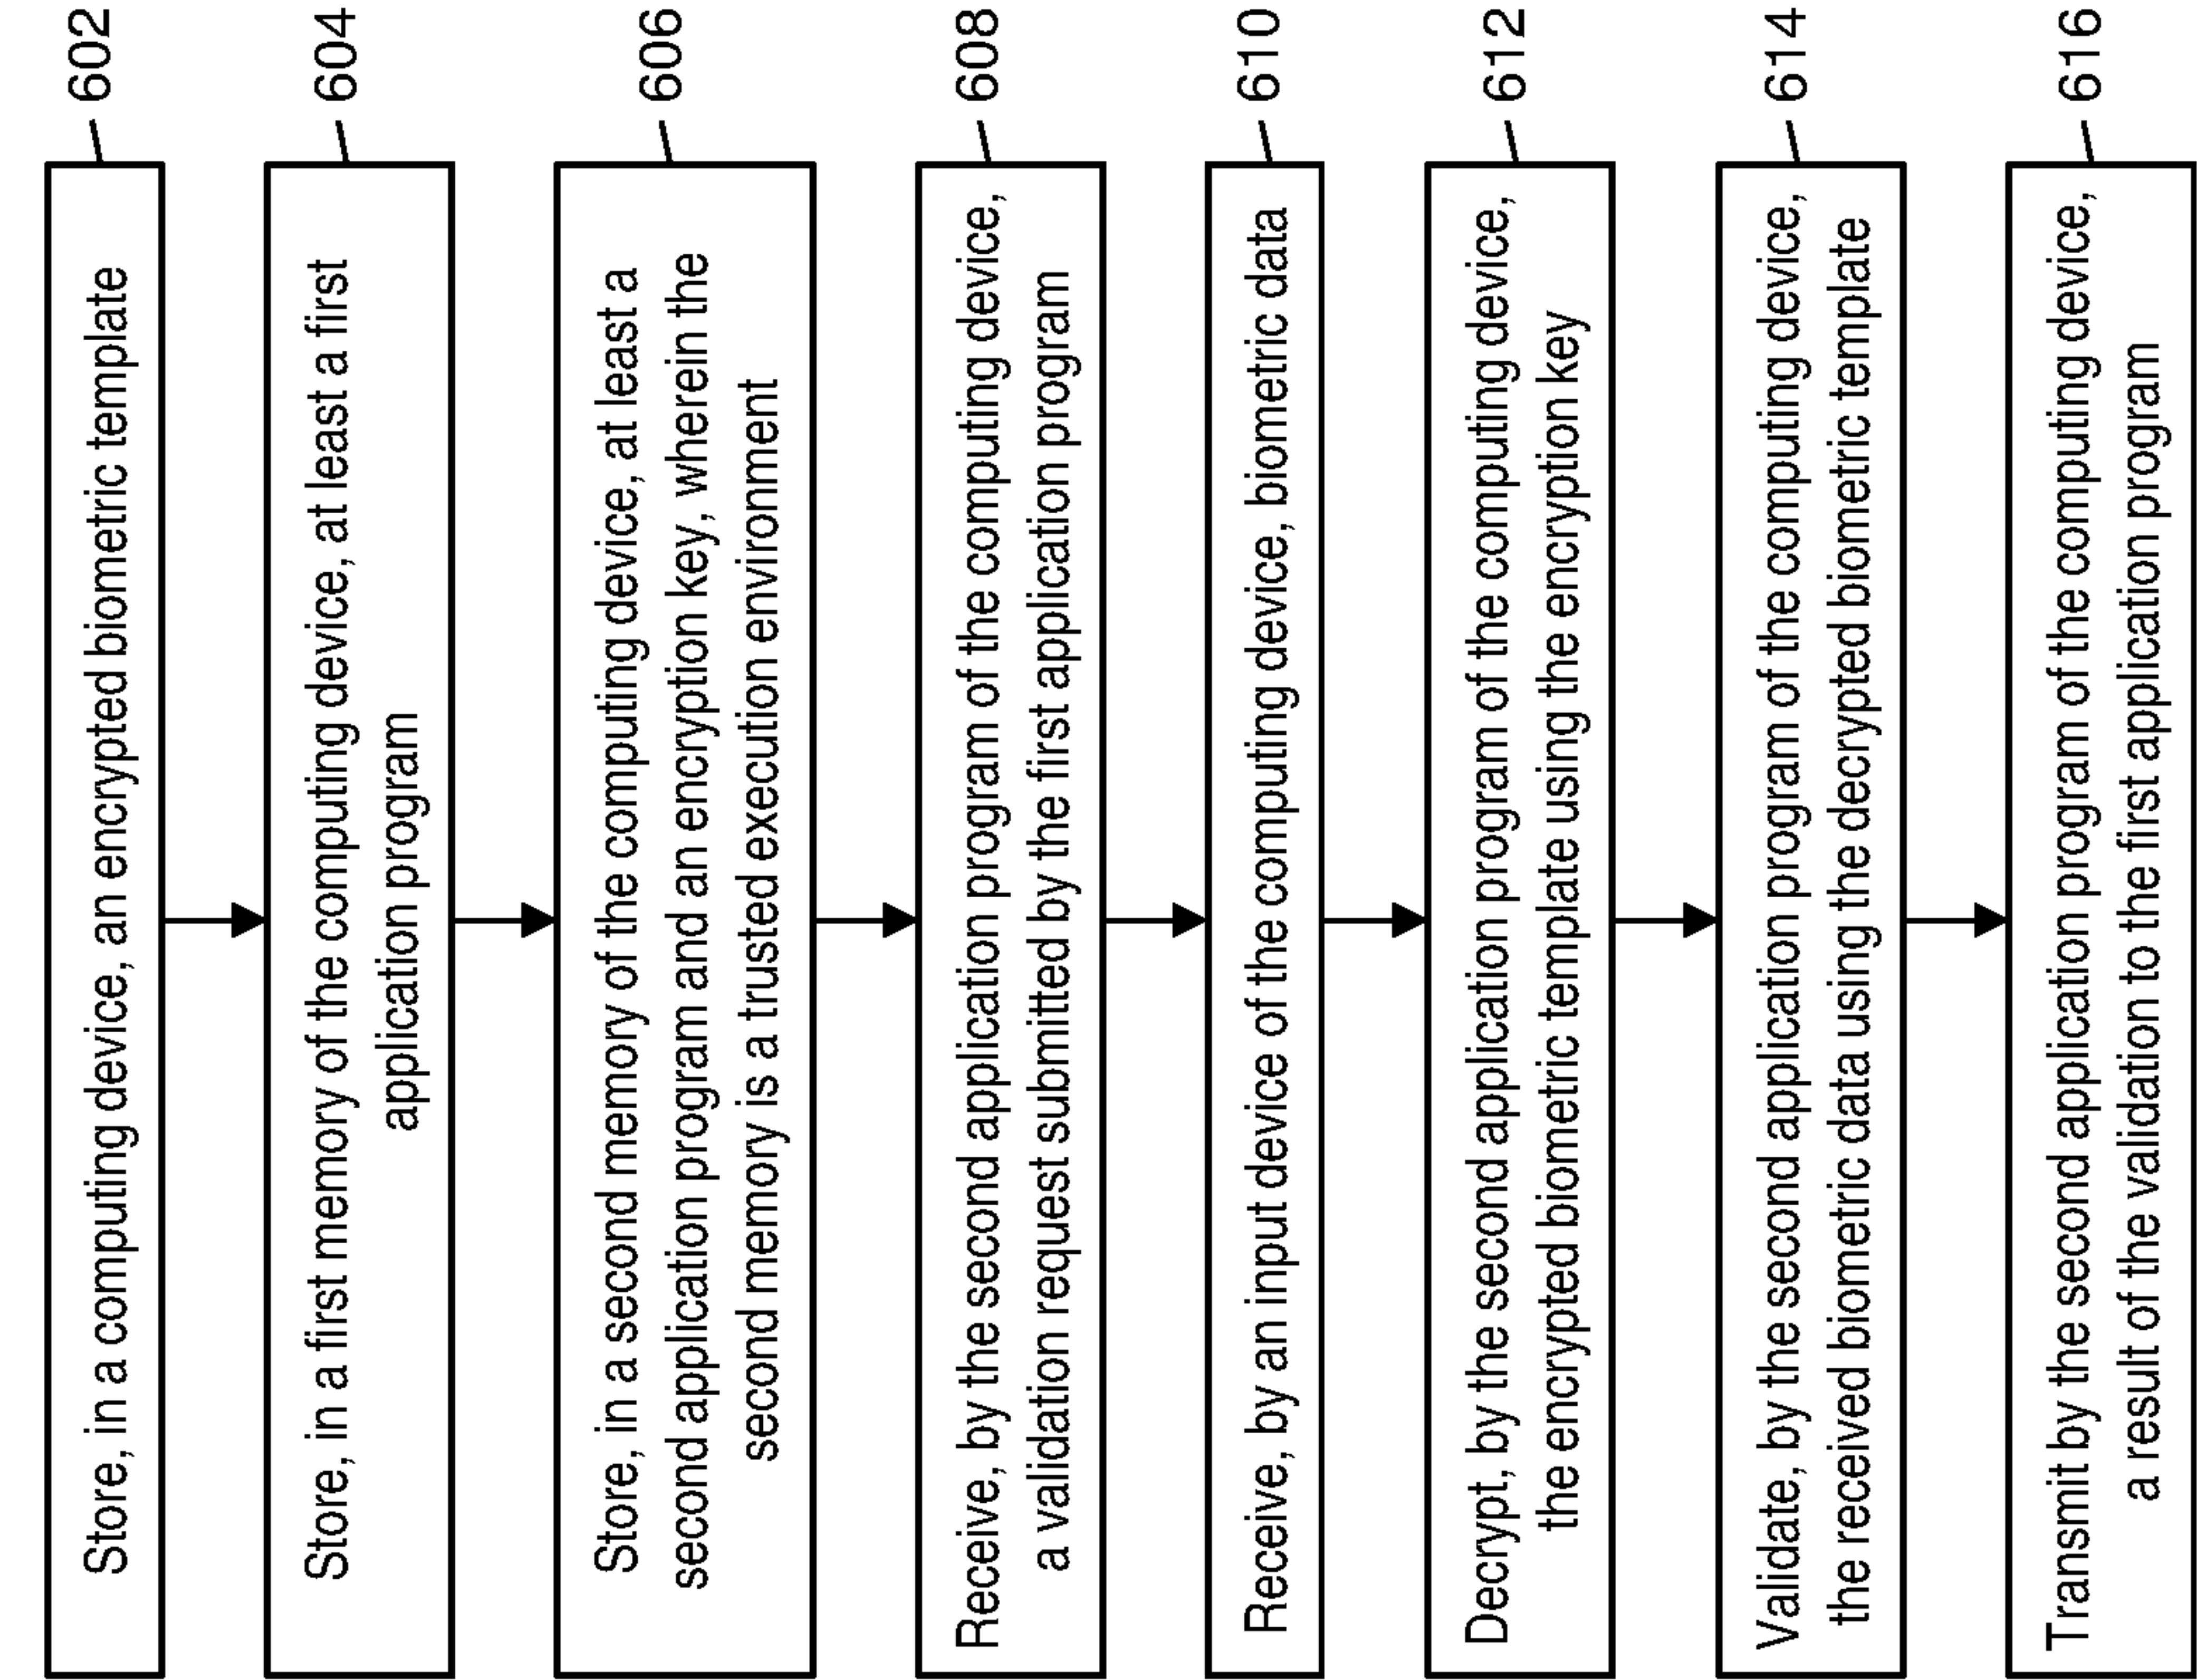 Store, in a computing device, an encrypted biometric template
602
Store, in a first memory of the computing device, at least a first
application program
604
Store, in a second memory of the computing device, at least a
second application program and an encryption key, wherein the
second memory is a trusted execution environment
606
Receive, by the second application program of the computing device,
a validation request submitted by the first application program
608
Receive, by an input device of the computing device, biometric data
610
Decrypt, by the second application program of the computing device,
the encrypted biometric template using the encryption key
612
Validate, by the second application program of the computing device,
the received biometric data using the decrypted biometric template
614
Transmit by the second application program of the computing device,
a result of the validation to the first application program
616